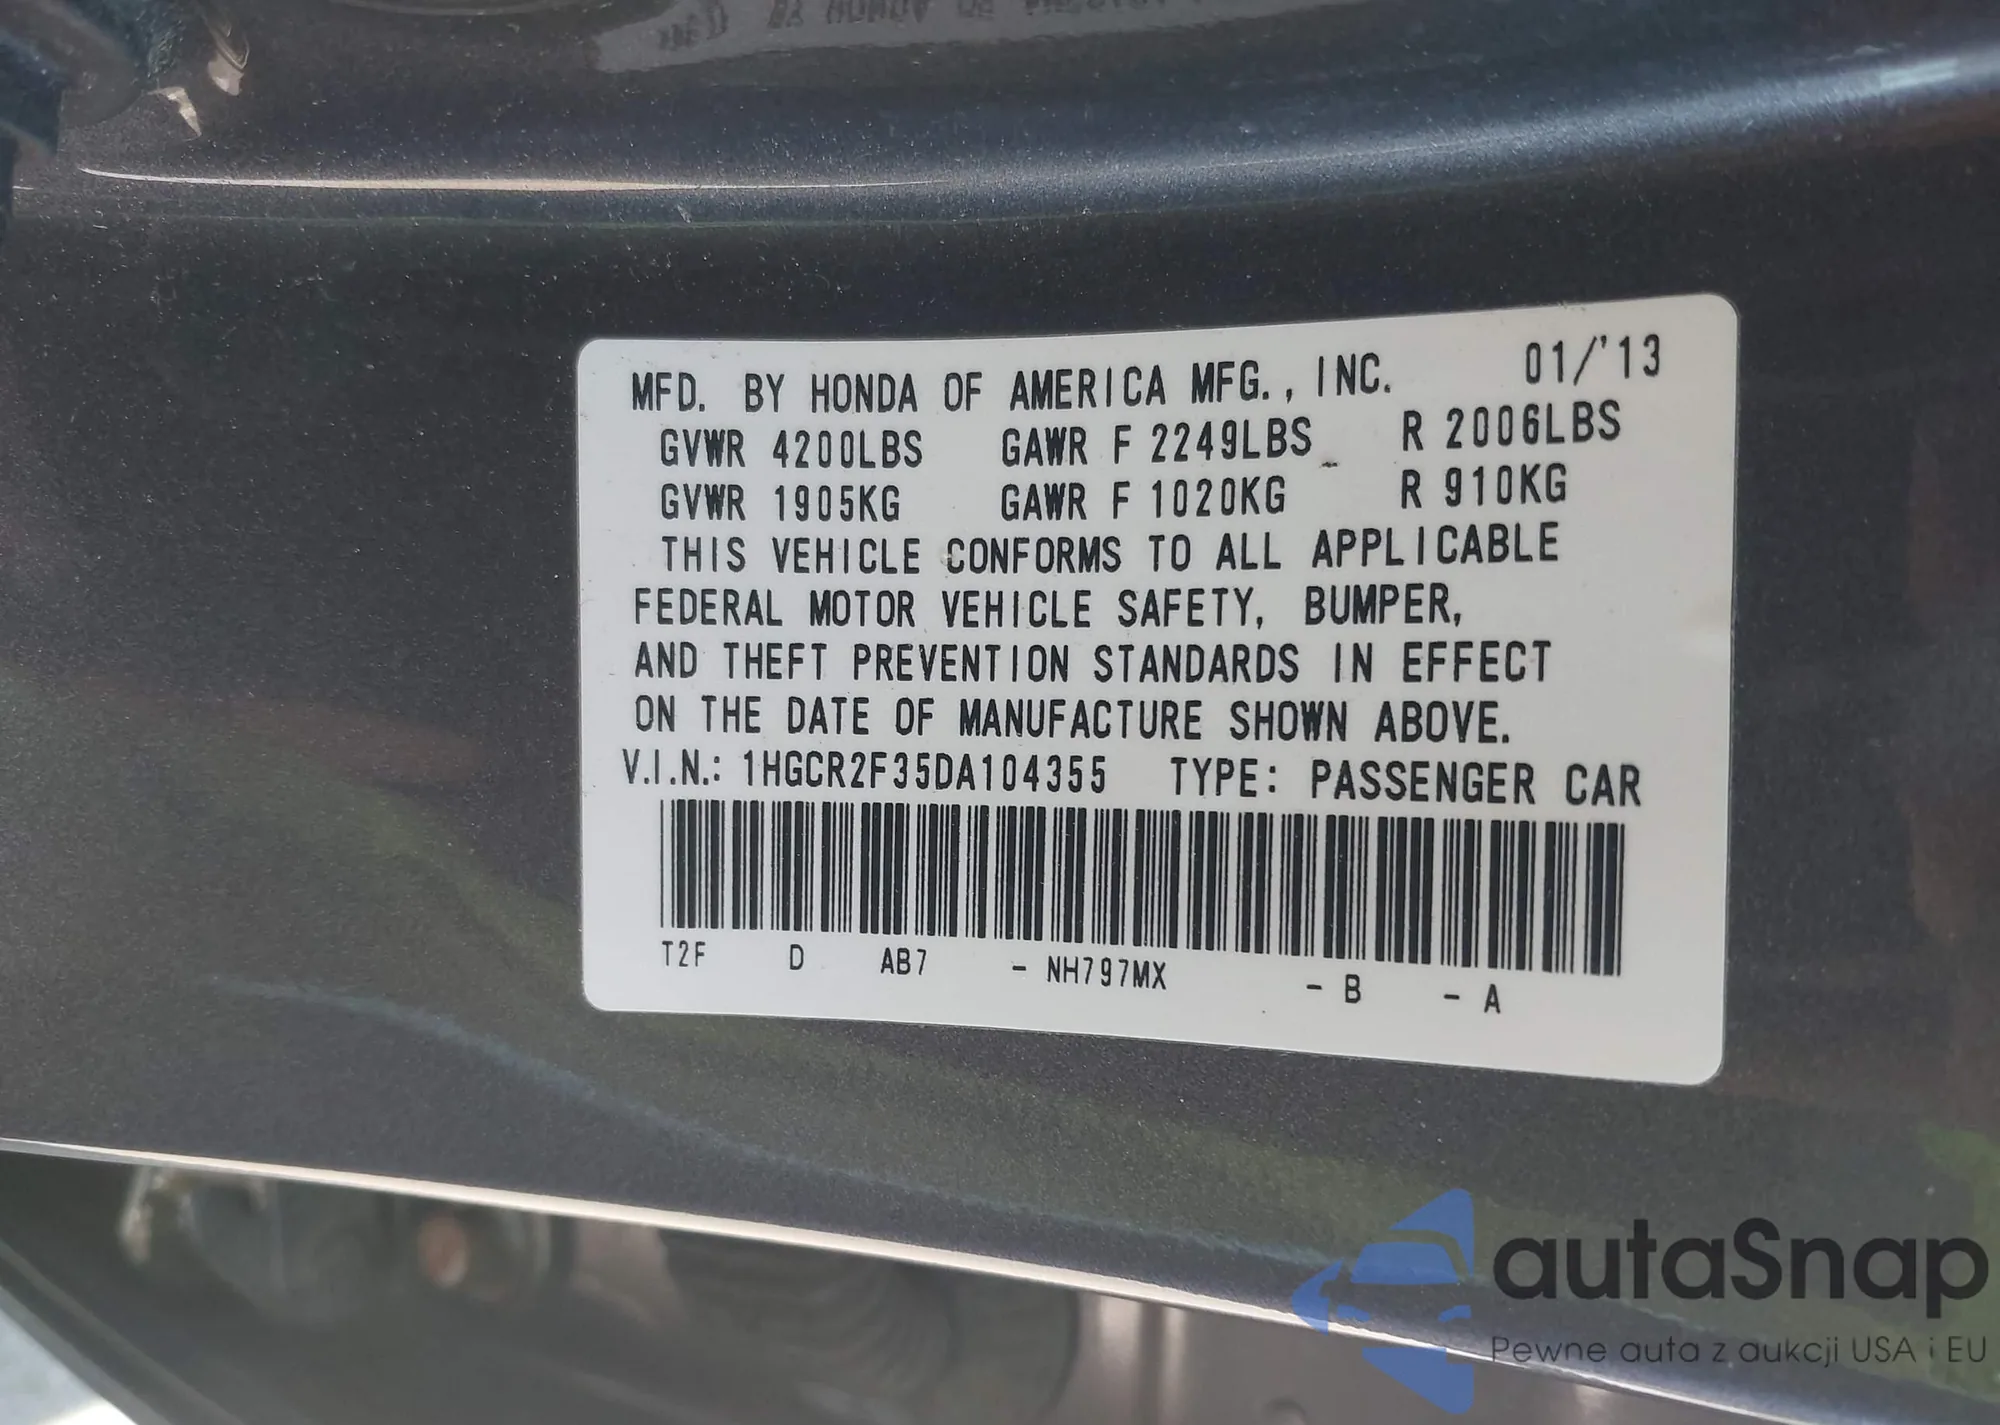 MFD. BY HONDA OF AMERICA MFG., INC. 01/'13
GVWR 4200LBS GAWR F 2249LBS R 2006LBS
GVWR 1905KG GAWR F 1020KG R 910KG
THIS VEHICLE CONFORMS TO ALL APPLICABLE
FEDERAL MOTOR VEHICLE SAFETY, BUMPER,
AND THEFT PREVENTION STANDARDS IN EFFECT
ON THE DATE OF MANUFACTURE SHOWN ABOVE.
V.I.N.: 1HGCR2F35DA104355 TYPE: PASSENGER CAR
T2F D AB7 - NH797MX - B - A
autaSnap
Pewne auta z aukcji USA i EU